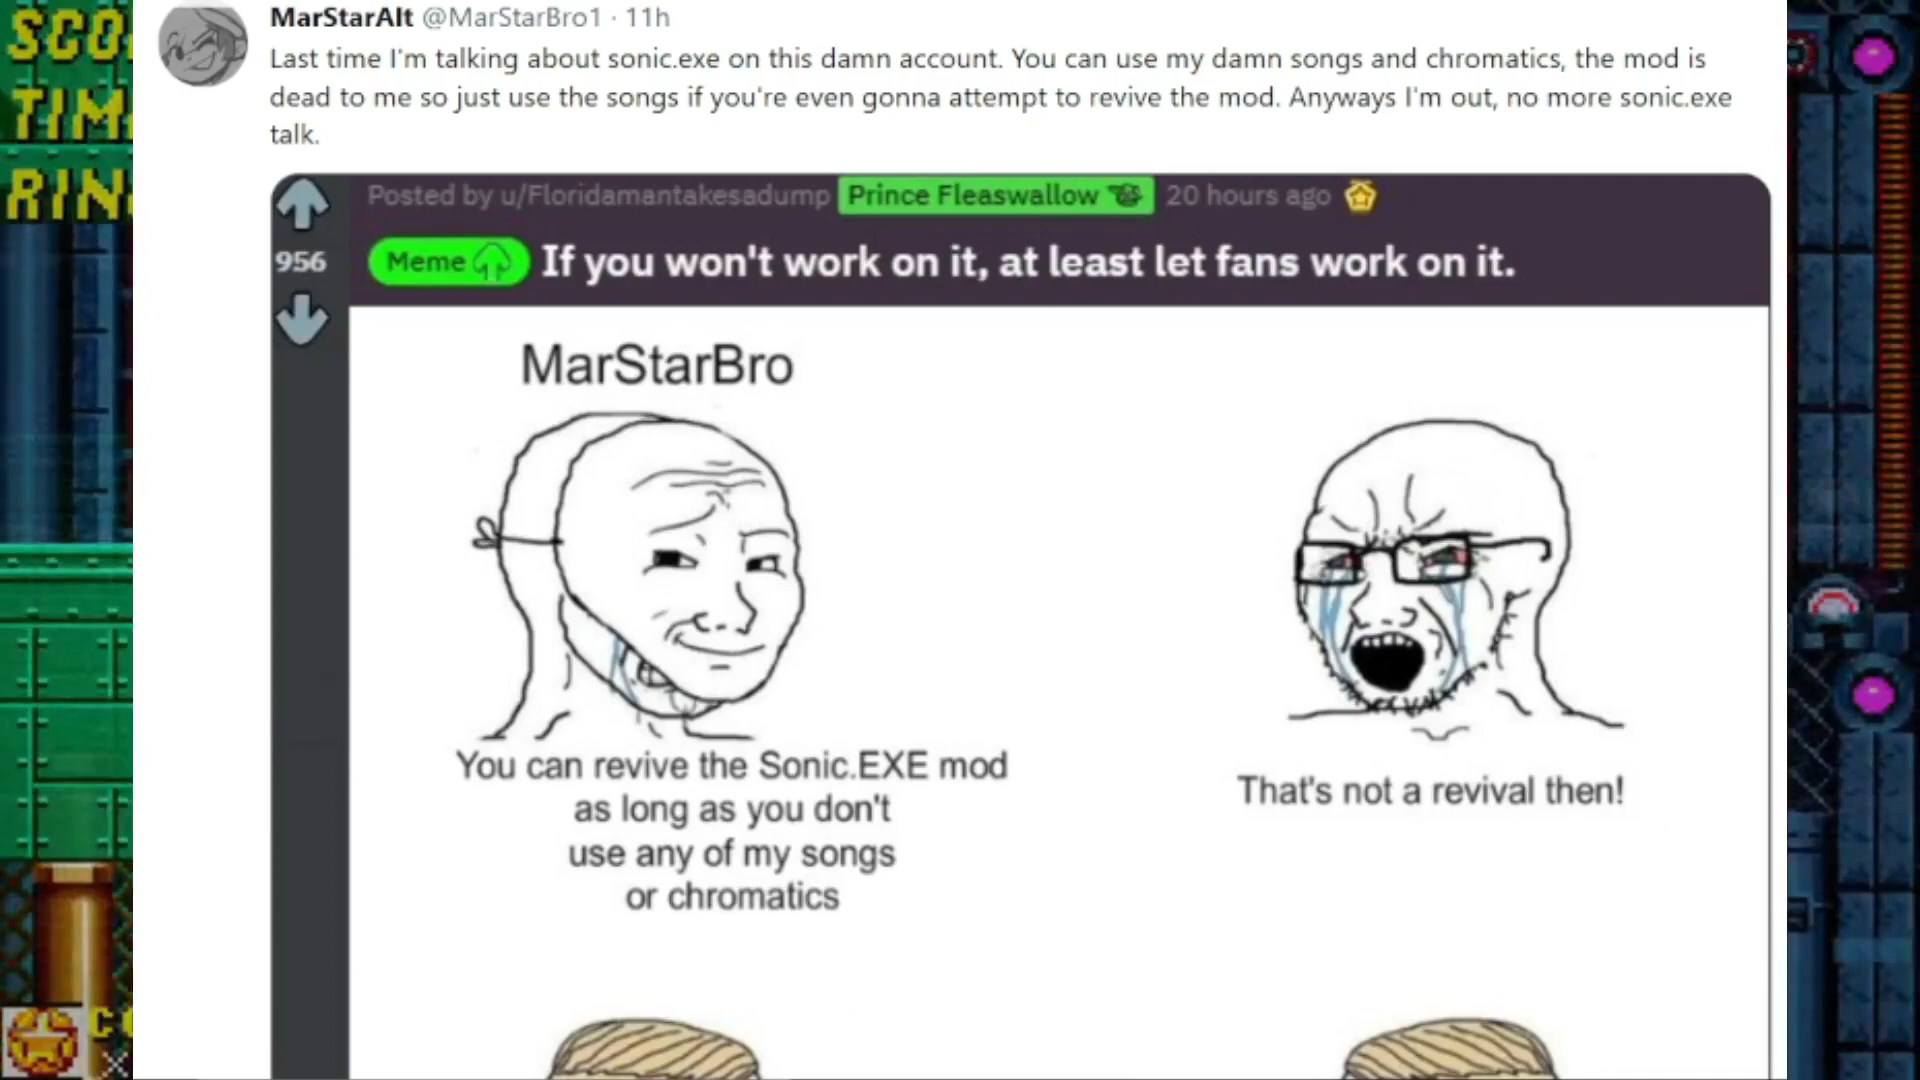 SCO
TIM
RIN
MarStarAlt @MarStarBro1 · 11h
Last time I'm talking about sonic.exe on this damn account. You can use my damn songs and chromatics, the mod is
dead to me so just use the songs if you're even gonna attempt to revive the mod. Anyways I'm out, no more sonic.exe
talk.
Posted by u/Floridamantakesadump Prince Fleaswallow 20 hours ago
956
Meme If you won't work on it, at least let fans work on it.
MarStarBro
You can revive the Sonic.EXE mod
as long as you don't
use any of my songs
or chromatics
That's not a revival then!